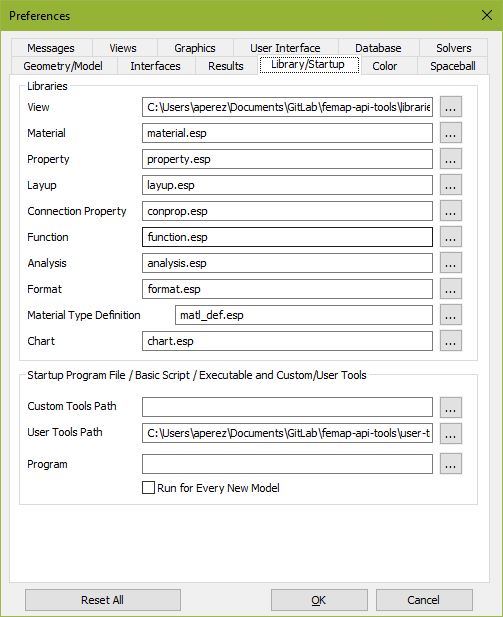 Preferences
Messages Views Graphics User Interface Database Solvers
Geometry/Model Interfaces Results Library/Startup Color Spaceball
Libraries
View C:\Users\aperez\Documents\GitLab\femap-api-tools\librarie ...
Material material.esp ...
Property property.esp ...
Layup layup.esp ...
Connection Property conprop.esp ...
Function function.esp ...
Analysis analysis.esp ...
Format format.esp ...
Material Type Definition matl_def.esp ...
Chart chart.esp ...
Startup Program File / Basic Script / Executable and Custom/User Tools
Custom Tools Path ...
User Tools Path C:\Users\aperez\Documents\GitLab\femap-api-tools\user-t ...
Program ...
Run for Every New Model
Reset All OK Cancel